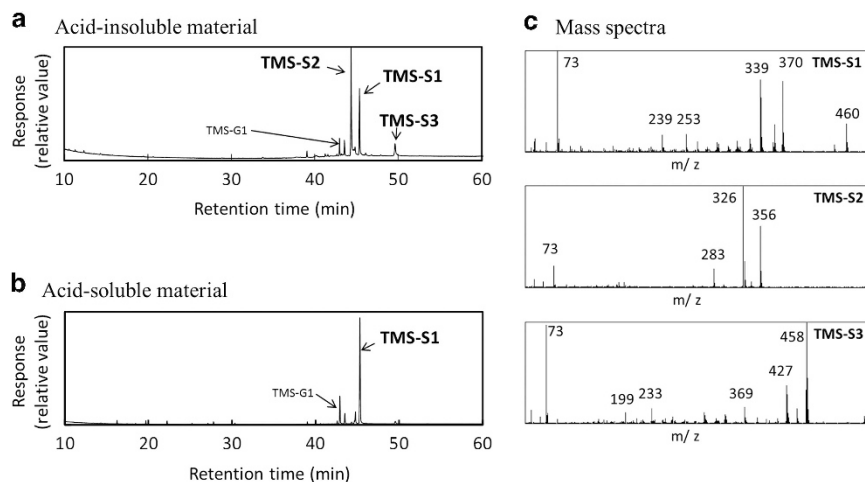 a Acid-insoluble material
Response
(relative value)
TMS-S2
TMS-S1
TMS-G1
TMS-S3
10 20 30 40 50 60
Retention time (min)
b Acid-soluble material
Response
(relative value)
TMS-S1
TMS-G1
10 20 30 40 50 60
Retention time (min)
c Mass spectra
TMS-S1
73
239
253
339
370
460
m/ z
TMS-S2
73
283
326
356
m/ z
TMS-S3
73
199
233
369
427
458
m/ z